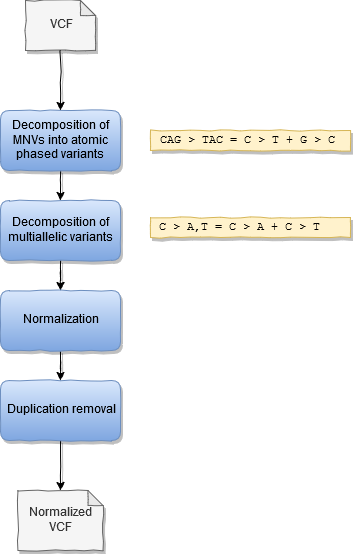 VCF
Decomposition of
MNVs into atomic
phased variants
CAG > TAC = C > T + G > C
Decomposition of
multiallelic variants
C > A,T = C > A + C > T
Normalization
Duplication removal
Normalized
VCF